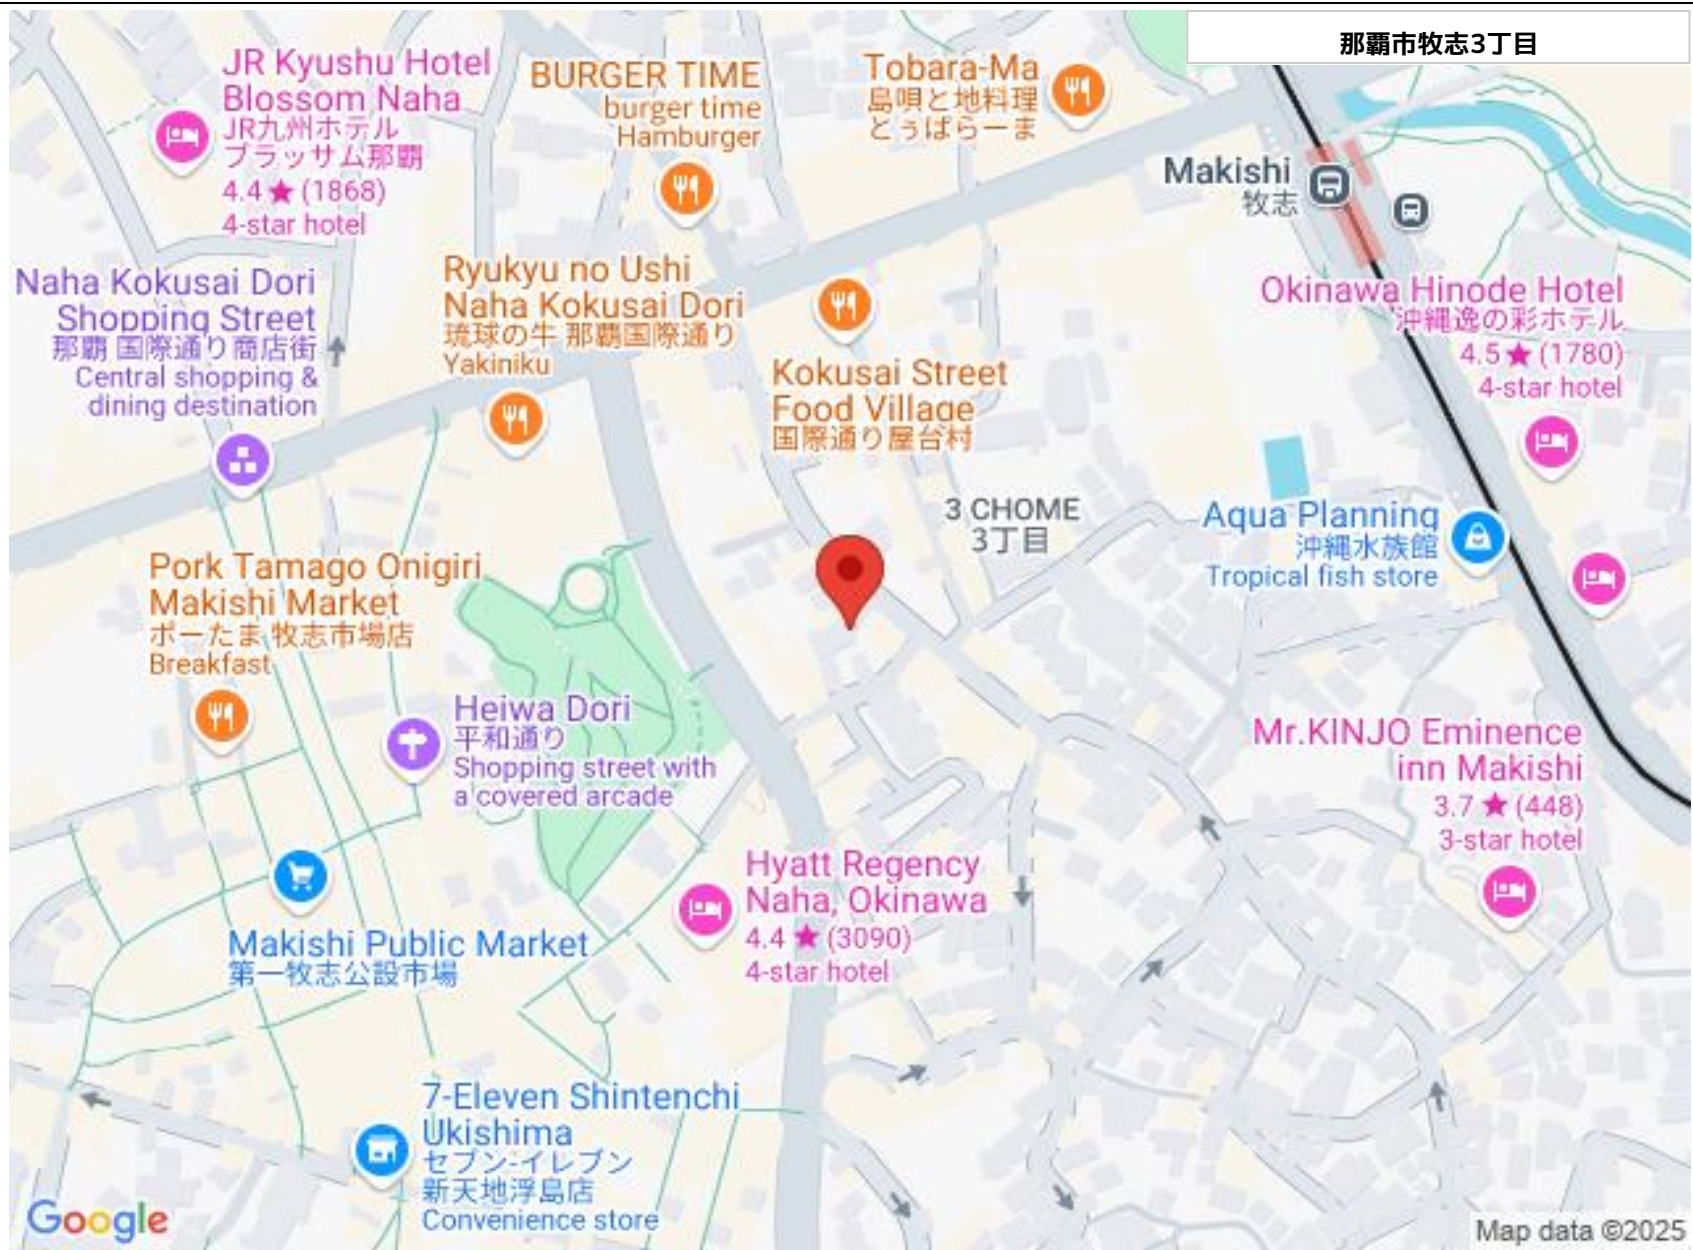 那覇市牧志3丁目
JR Kyushu Hotel
Blossom Naha
JR九州ホテル
ブラッサム那覇
4.4★(1868)
4-star hotel
BURGER TIME
burger time
Hamburger
Tobara-Ma
島唄と地料理
とぅばらーま
Makishi
牧志
Naha Kokusai Dori
Shopping Street
那覇 国際通り商店街
Central shopping &
dining destination
Ryukyu no Ushi
Naha Kokusai Dori
琉球の牛 那覇国際通り
Yakiniku
Kokusai Street
Food Village
国際通り屋台村
Okinawa Hinode Hotel
沖縄逸の彩ホテル
4.5★(1780)
4-star hotel
3 CHOME
3丁目
Aqua Planning
沖縄水族館
Tropical fish store
Pork Tamago Onigiri
Makishi Market
ポーたま 牧志市場店
Breakfast
Heiwa Dori
平和通り
Shopping street with
a covered arcade
Mr.KINJO Eminence
inn Makishi
3.7★(448)
3-star hotel
Hyatt Regency
Naha, Okinawa
4.4★(3090)
4-star hotel
Makishi Public Market
第一牧志公設市場
7-Eleven Shintenchi
Ukishima
セブン-イレブン
新天地浮島店
Convenience store
Google
Map data ©2025